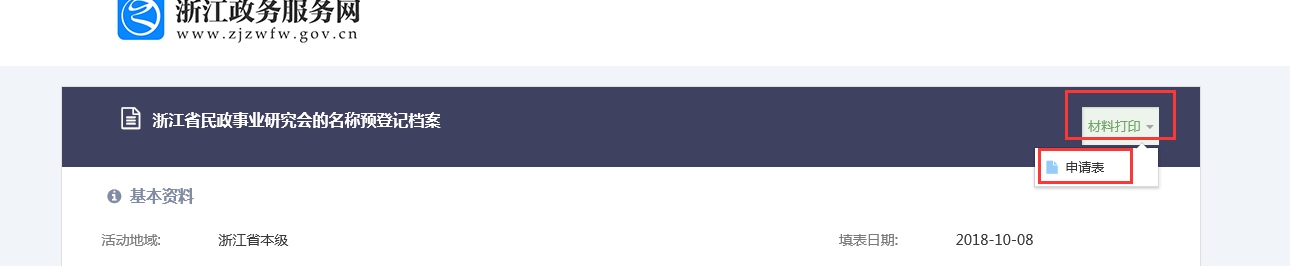 浙江政务服务网
www.zjzwfw.gov.cn
浙江省民政事业研究会的名称预登记档案
材料打印
申请表
基本资料
活动地域: 浙江省本级 填表日期: 2018-10-08